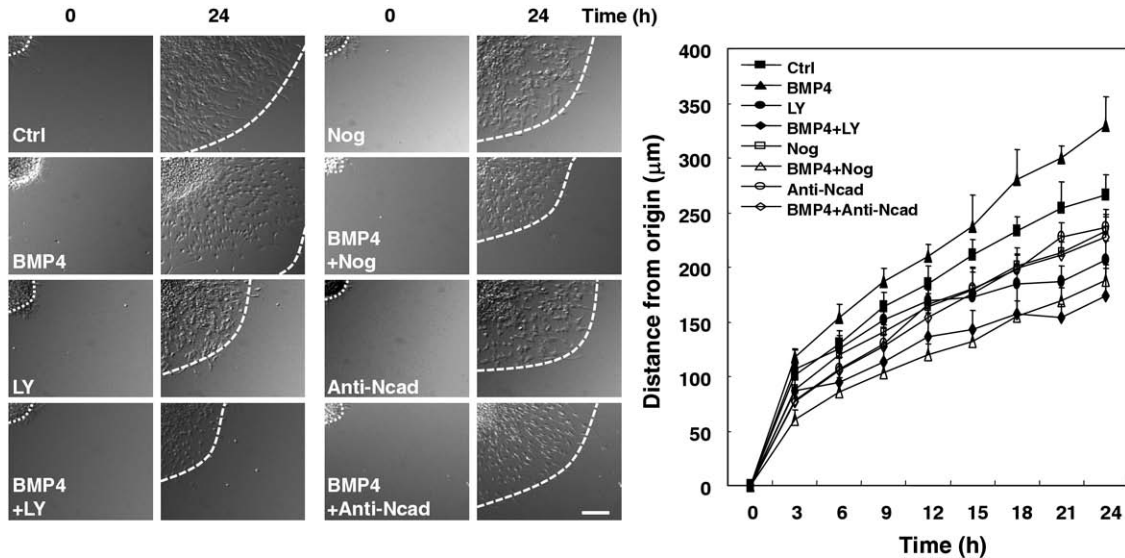 0 24 0 24 Time (h)
Ctrl
Nog
BMP4
BMP4
+Nog
LY
Anti-Ncad
BMP4
+LY
BMP4
+Anti-Ncad
Distance from origin (μm)
400
350
300
250
200
150
100
50
0
Ctrl
BMP4
LY
BMP4+LY
Nog
BMP4+Nog
Anti-Ncad
BMP4+Anti-Ncad
0 3 6 9 12 15 18 21 24
Time (h)